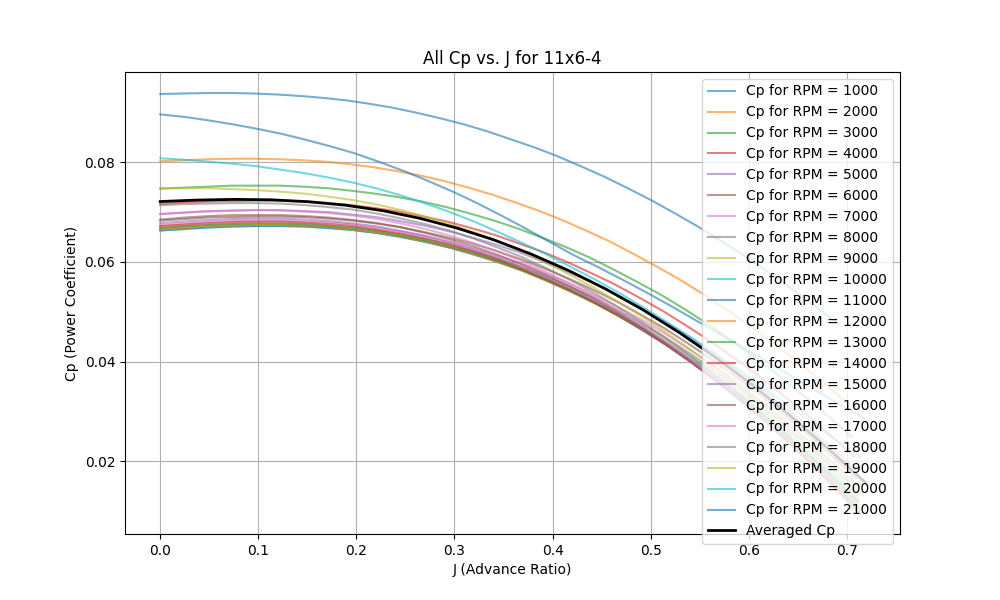 All Cp vs. J for 11x6-4
Cp (Power Coefficient)
0.08
0.06
0.04
0.02
0.0 0.1 0.2 0.3 0.4 0.5 0.6 0.7
J (Advance Ratio)
Cp for RPM = 1000
Cp for RPM = 2000
Cp for RPM = 3000
Cp for RPM = 4000
Cp for RPM = 5000
Cp for RPM = 6000
Cp for RPM = 7000
Cp for RPM = 8000
Cp for RPM = 9000
Cp for RPM = 10000
Cp for RPM = 11000
Cp for RPM = 12000
Cp for RPM = 13000
Cp for RPM = 14000
Cp for RPM = 15000
Cp for RPM = 16000
Cp for RPM = 17000
Cp for RPM = 18000
Cp for RPM = 19000
Cp for RPM = 20000
Cp for RPM = 21000
Averaged Cp